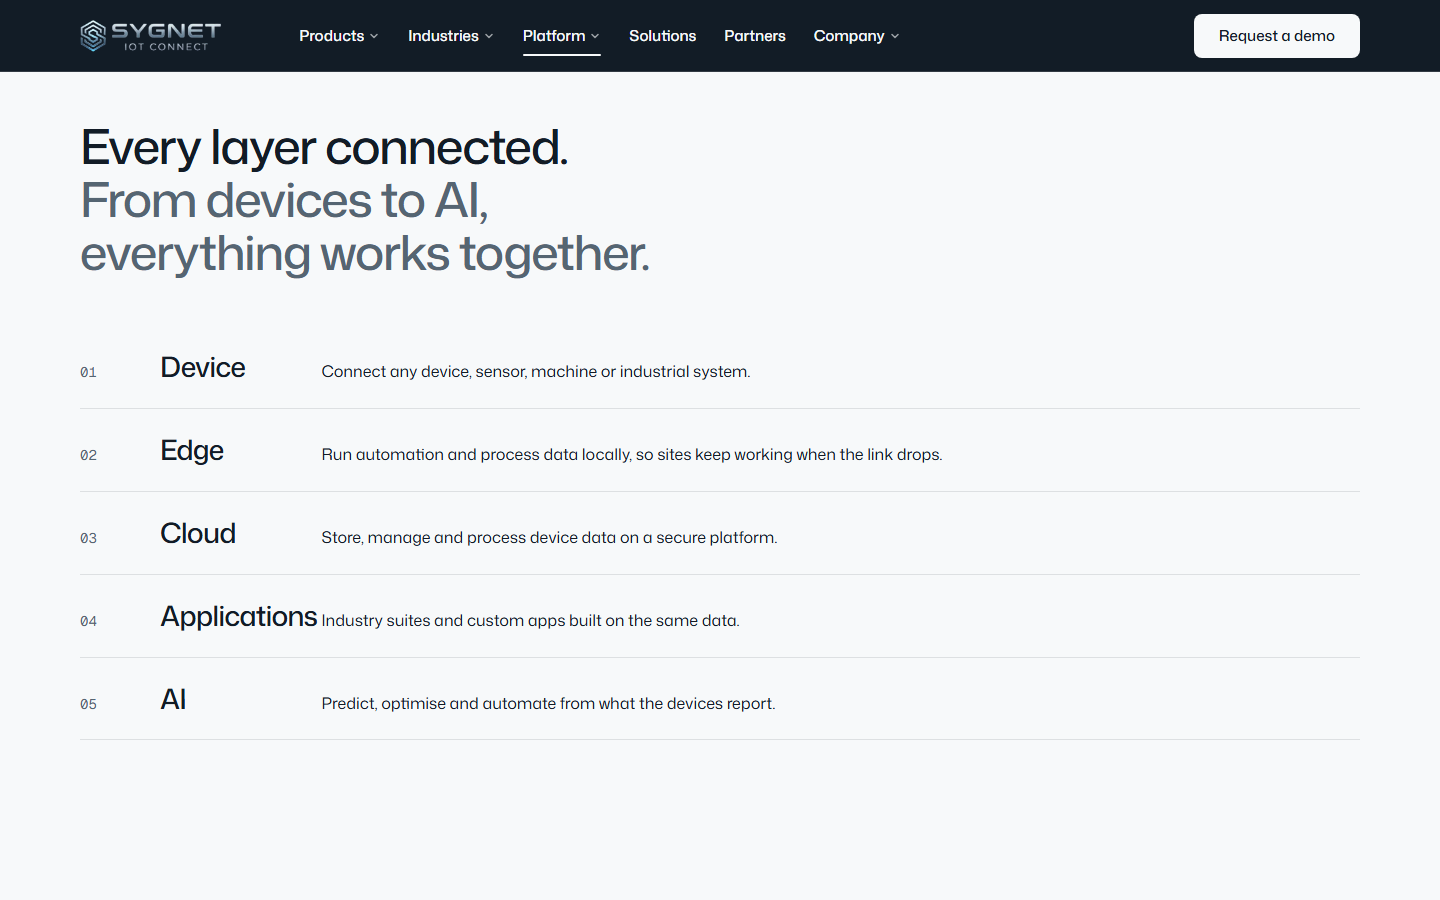 SYGNET
IOT CONNECT
Products
Industries
Platform
Solutions
Partners
Company
Request a demo
Every layer connected.
From devices to AI,
everything works together.
01 Device Connect any device, sensor, machine or industrial system.
02 Edge Run automation and process data locally, so sites keep working when the link drops.
03 Cloud Store, manage and process device data on a secure platform.
04 Applications Industry suites and custom apps built on the same data.
05 AI Predict, optimise and automate from what the devices report.